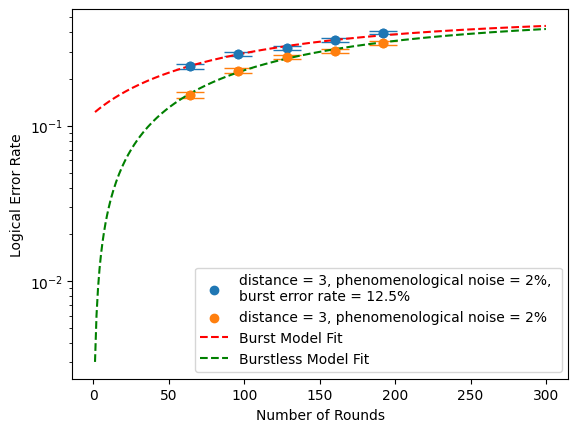 Logical Error Rate
10⁻¹
10⁻²
distance = 3, phenomenological noise = 2%,
burst error rate = 12.5%
distance = 3, phenomenological noise = 2%
Burst Model Fit
Burstless Model Fit
0 50 100 150 200 250 300
Number of Rounds